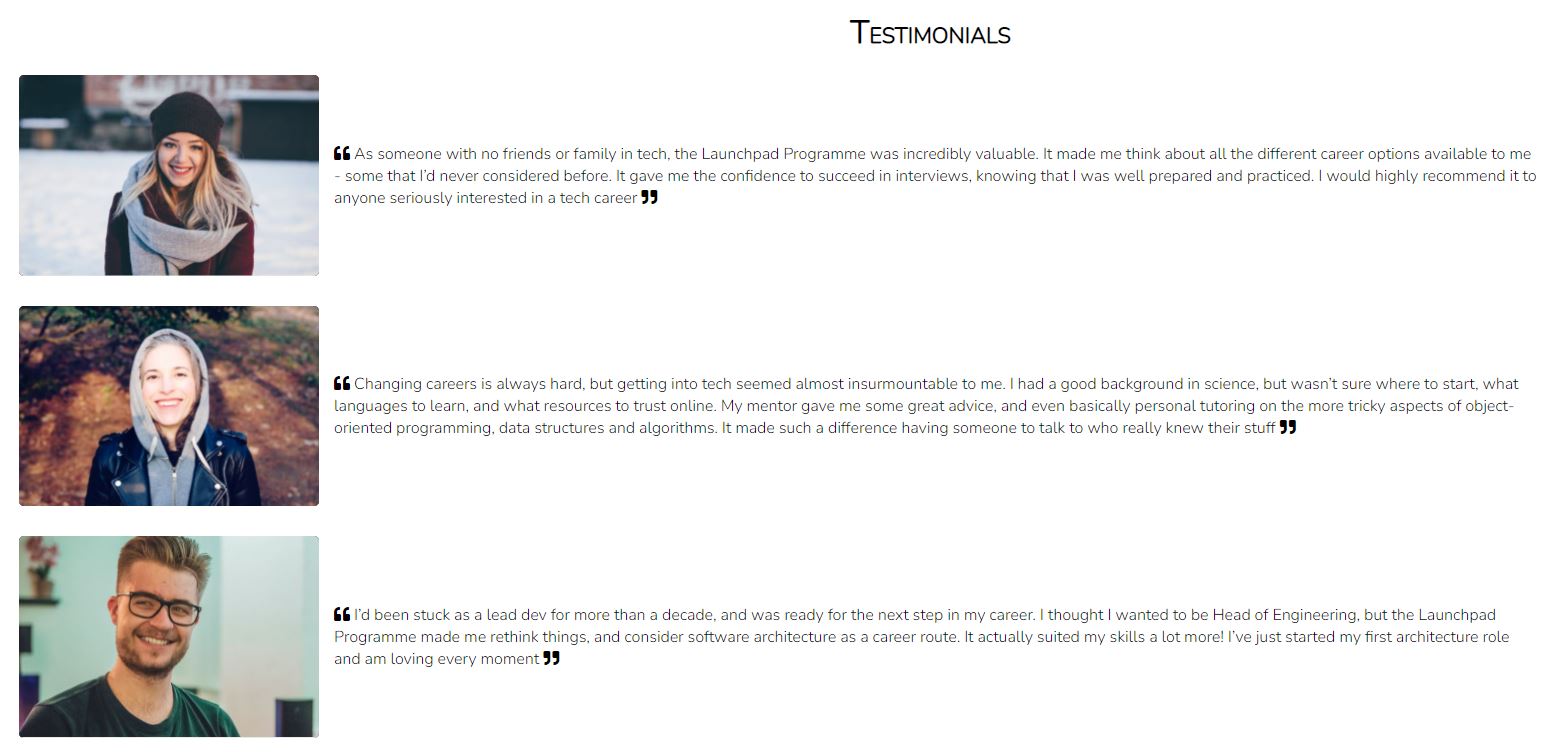 Testimonials
❝ As someone with no friends or family in tech, the Launchpad Programme was incredibly valuable. It made me think about all the different career options available to me
- some that I’d never considered before. It gave me the confidence to succeed in interviews, knowing that I was well prepared and practiced. I would highly recommend it to
anyone seriously interested in a tech career ❞
❝ Changing careers is always hard, but getting into tech seemed almost insurmountable to me. I had a good background in science, but wasn’t sure where to start, what
languages to learn, and what resources to trust online. My mentor gave me some great advice, and even basically personal tutoring on the more tricky aspects of object-
oriented programming, data structures and algorithms. It made such a difference having someone to talk to who really knew their stuff ❞
❝ I’d been stuck as a lead dev for more than a decade, and was ready for the next step in my career. I thought I wanted to be Head of Engineering, but the Launchpad
Programme made me rethink things, and consider software architecture as a career route. It actually suited my skills a lot more! I’ve just started my first architecture role
and am loving every moment ❞